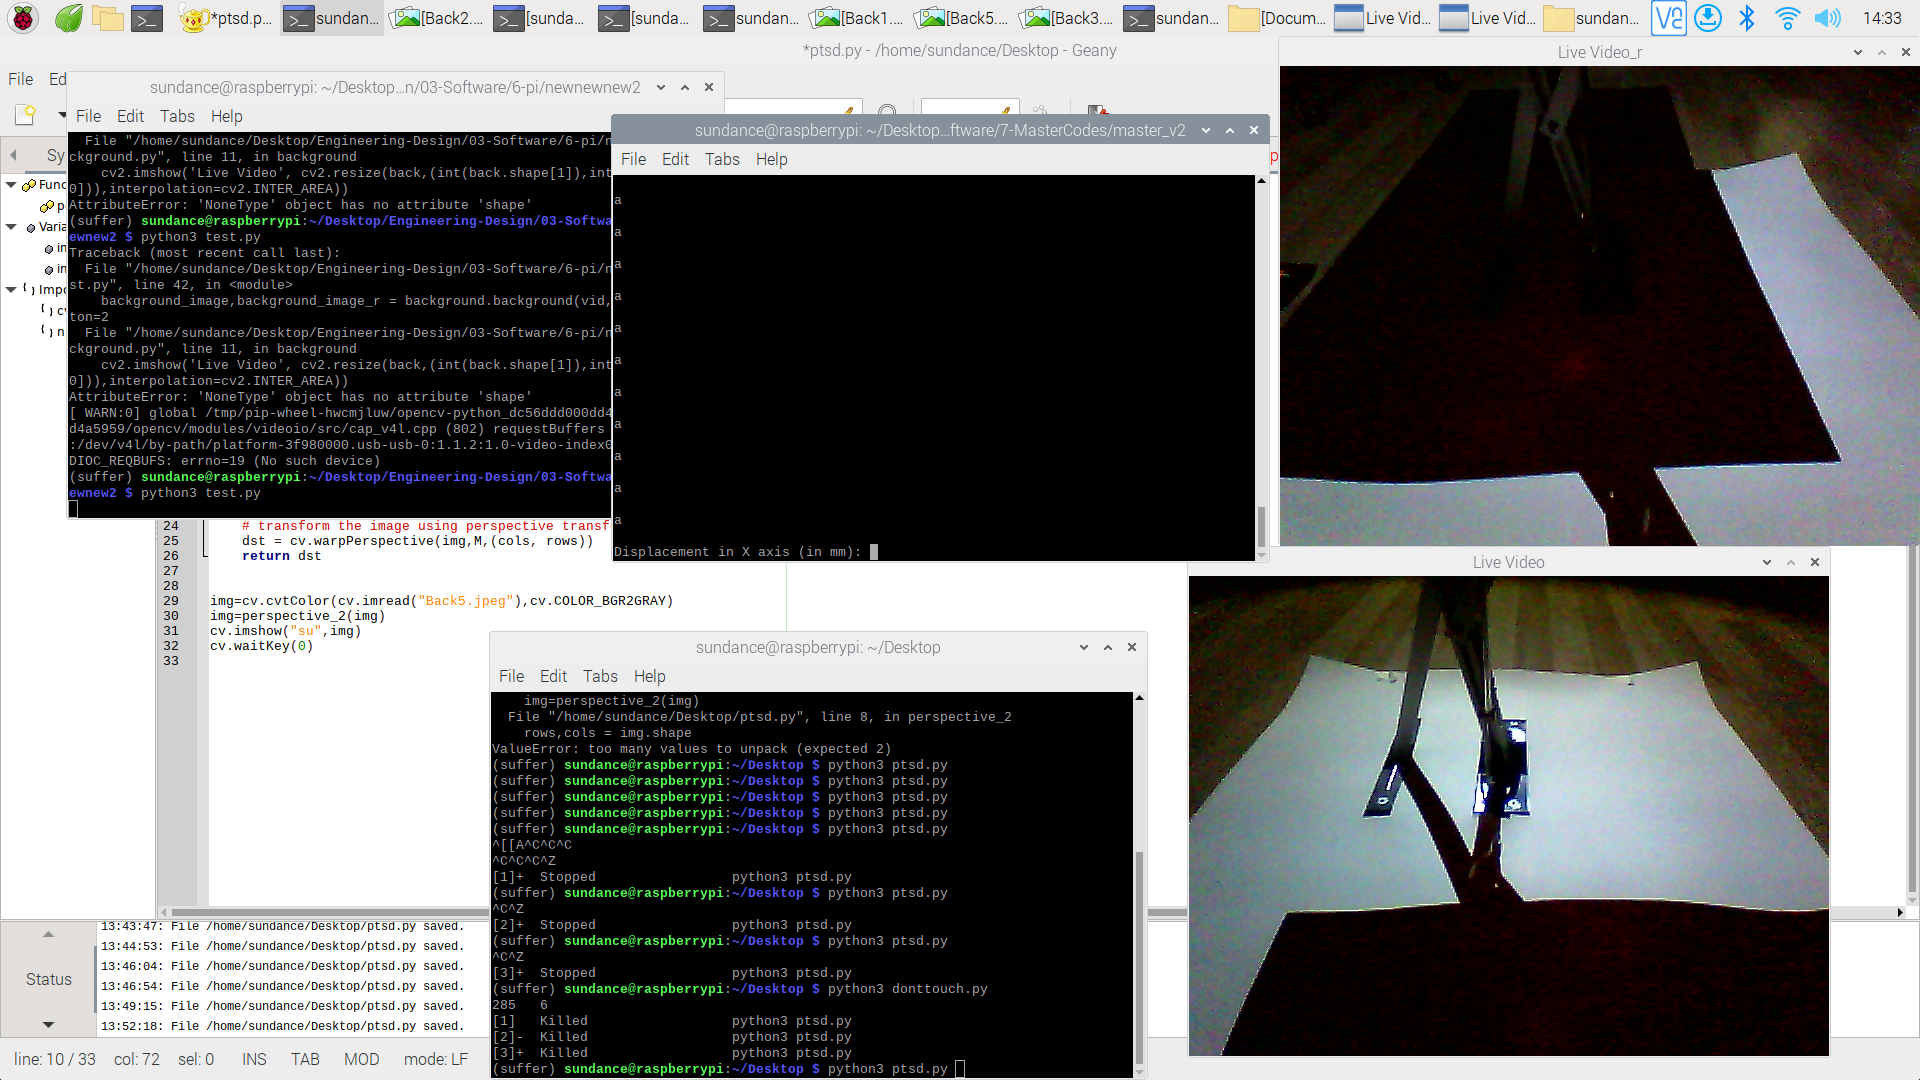 *ptsd.p...
sundan...
[Back2....
[sunda...
[sunda...
sundan...
[Back1....
[Back5....
[Back3....
sundan...
[Docum...
Live Vid...
Live Vid...
sundan...
14:33
*ptsd.py - /home/sundance/Desktop - Geany
File Ed
Sy
Func
p
Varia
in
in
Impo
c
n
sundance@raspberrypi: ~/Desktop...n/03-Software/6-pi/newnewnew2
File Edit Tabs Help
File "/home/sundance/Desktop/Engineering-Design/03-Software/6-pi/n
ckground.py", line 11, in background
cv2.imshow('Live Video', cv2.resize(back,(int(back.shape[1]),int
0])),interpolation=cv2.INTER_AREA))
AttributeError: 'NoneType' object has no attribute 'shape'
(suffer) sundance@raspberrypi:~/Desktop/Engineering-Design/03-Softwa
ewnew2 $ python3 test.py
Traceback (most recent call last):
File "/home/sundance/Desktop/Engineering-Design/03-Software/6-pi/n
st.py", line 42, in <module>
background_image,background_image_r = background.background(vid,
ton=2
File "/home/sundance/Desktop/Engineering-Design/03-Software/6-pi/n
ckground.py", line 11, in background
cv2.imshow('Live Video', cv2.resize(back,(int(back.shape[1]),int
0])),interpolation=cv2.INTER_AREA))
AttributeError: 'NoneType' object has no attribute 'shape'
[ WARN:0] global /tmp/pip-wheel-hwcmjluw/opencv-python_dc56ddd000dd4
d4a5959/opencv/modules/videoio/src/cap_v4l.cpp (802) requestBuffers
:/dev/v4l/by-path/platform-3f980000.usb-usb-0:1.1.2:1.0-video-index0
DIOC_REQBUFS: errno=19 (No such device)
(suffer) sundance@raspberrypi:~/Desktop/Engineering-Design/03-Softwa
ewnew2 $ python3 test.py
sundance@raspberrypi: ~/Desktop...ftware/7-MasterCodes/master_v2
File Edit Tabs Help
a
a
a
a
a
a
a
a
a
a
a
Displacement in X axis (in mm):
Live Video_r
Live Video
24 # transform the image using perspective transf
25 dst = cv.warpPerspective(img,M,(cols, rows))
26 return dst
27
28
29 img=cv.cvtColor(cv.imread("Back5.jpeg"),cv.COLOR_BGR2GRAY)
30 img=perspective_2(img)
31 cv.imshow("su",img)
32 cv.waitKey(0)
33
sundance@raspberrypi: ~/Desktop
File Edit Tabs Help
img=perspective_2(img)
File "/home/sundance/Desktop/ptsd.py", line 8, in perspective_2
rows,cols = img.shape
ValueError: too many values to unpack (expected 2)
(suffer) sundance@raspberrypi:~/Desktop $ python3 ptsd.py
(suffer) sundance@raspberrypi:~/Desktop $ python3 ptsd.py
(suffer) sundance@raspberrypi:~/Desktop $ python3 ptsd.py
(suffer) sundance@raspberrypi:~/Desktop $ python3 ptsd.py
(suffer) sundance@raspberrypi:~/Desktop $ python3 ptsd.py
^[[A^C^C^C
^C^C^C^C^Z
[1]+ Stopped python3 ptsd.py
(suffer) sundance@raspberrypi:~/Desktop $ python3 ptsd.py
^C^Z
[2]+ Stopped python3 ptsd.py
(suffer) sundance@raspberrypi:~/Desktop $ python3 ptsd.py
^C^Z
[3]+ Stopped python3 ptsd.py
(suffer) sundance@raspberrypi:~/Desktop $ python3 donttouch.py
285 6
[1] Killed python3 ptsd.py
[2]- Killed python3 ptsd.py
[3]+ Killed python3 ptsd.py
(suffer) sundance@raspberrypi:~/Desktop $ python3 ptsd.py
Status
13:43:47: File /home/sundance/Desktop/ptsd.py saved.
13:44:53: File /home/sundance/Desktop/ptsd.py saved.
13:46:04: File /home/sundance/Desktop/ptsd.py saved.
13:46:54: File /home/sundance/Desktop/ptsd.py saved.
13:49:15: File /home/sundance/Desktop/ptsd.py saved.
13:52:18: File /home/sundance/Desktop/ptsd.py saved.
line: 10 / 33 col: 72 sel: 0 INS TAB MOD mode: LF